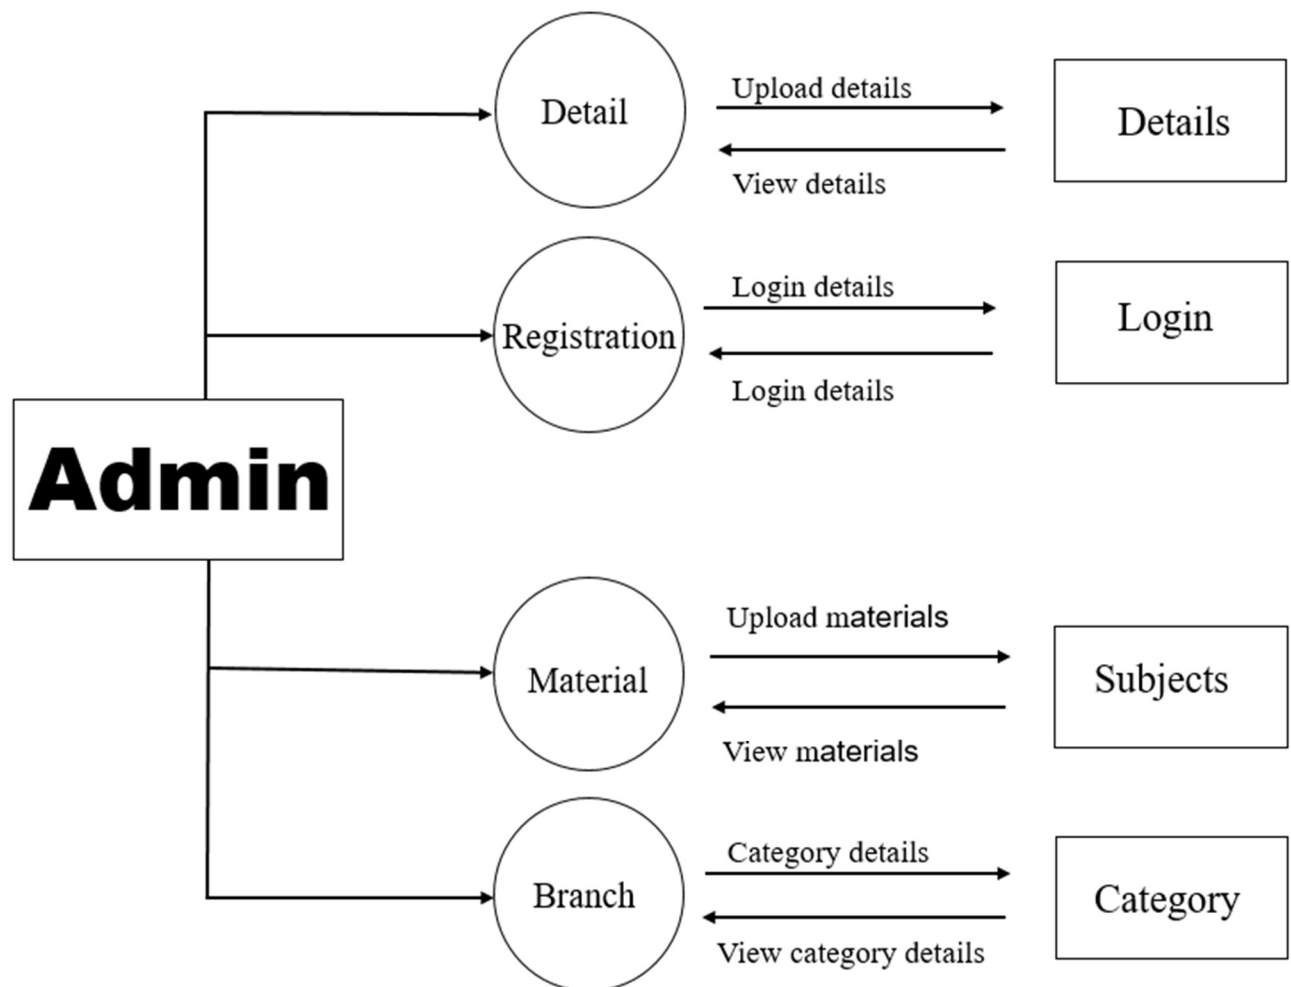 Detail
Upload details
View details
Details
Registration
Login details
Login details
Login
Admin
Material
Upload materials
View materials
Subjects
Branch
Category details
View category details
Category